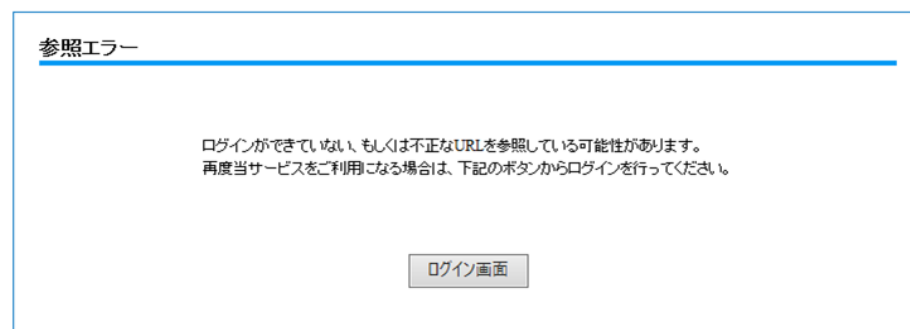 参照エラー
ログインができていない、もしくは不正なURLを参照している可能性があります。
再度当サービスをご利用になる場合は、下記のボタンからログインを行ってください。
ログイン画面